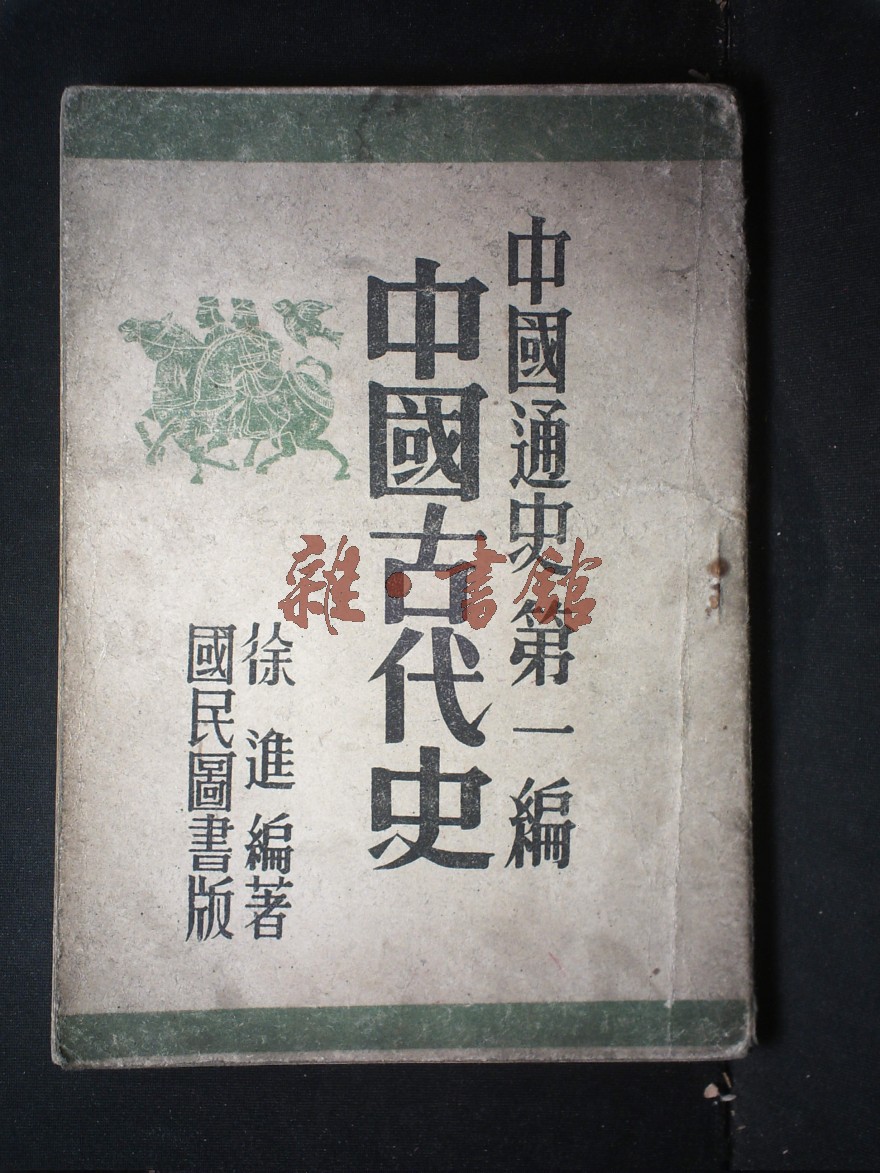 中國通史第一編
中國古代史
徐進編著
國民圖書版
雜·書館